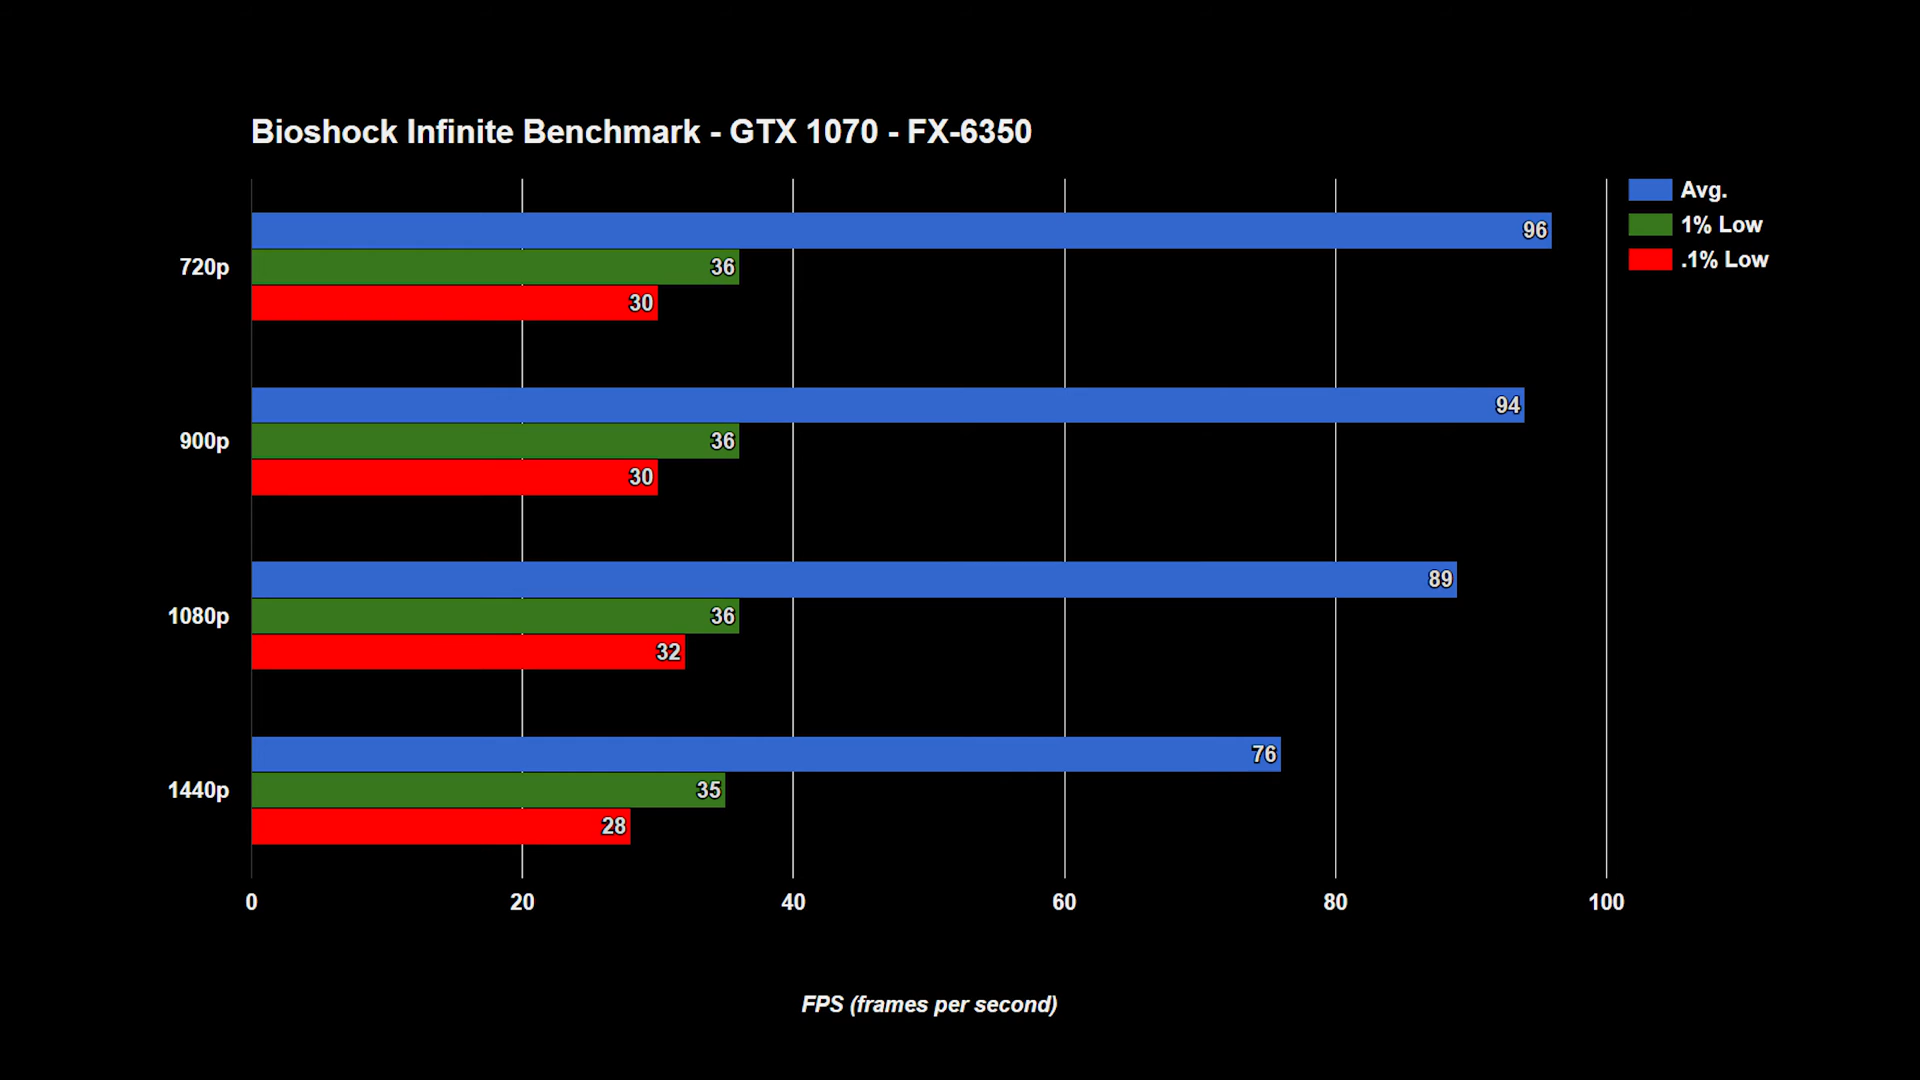 Bioshock Infinite Benchmark - GTX 1070 - FX-6350
Avg.
1% Low
.1% Low
720p
96
36
30
900p
94
36
30
1080p
89
36
32
1440p
76
35
28
0 20 40 60 80 100
FPS (frames per second)